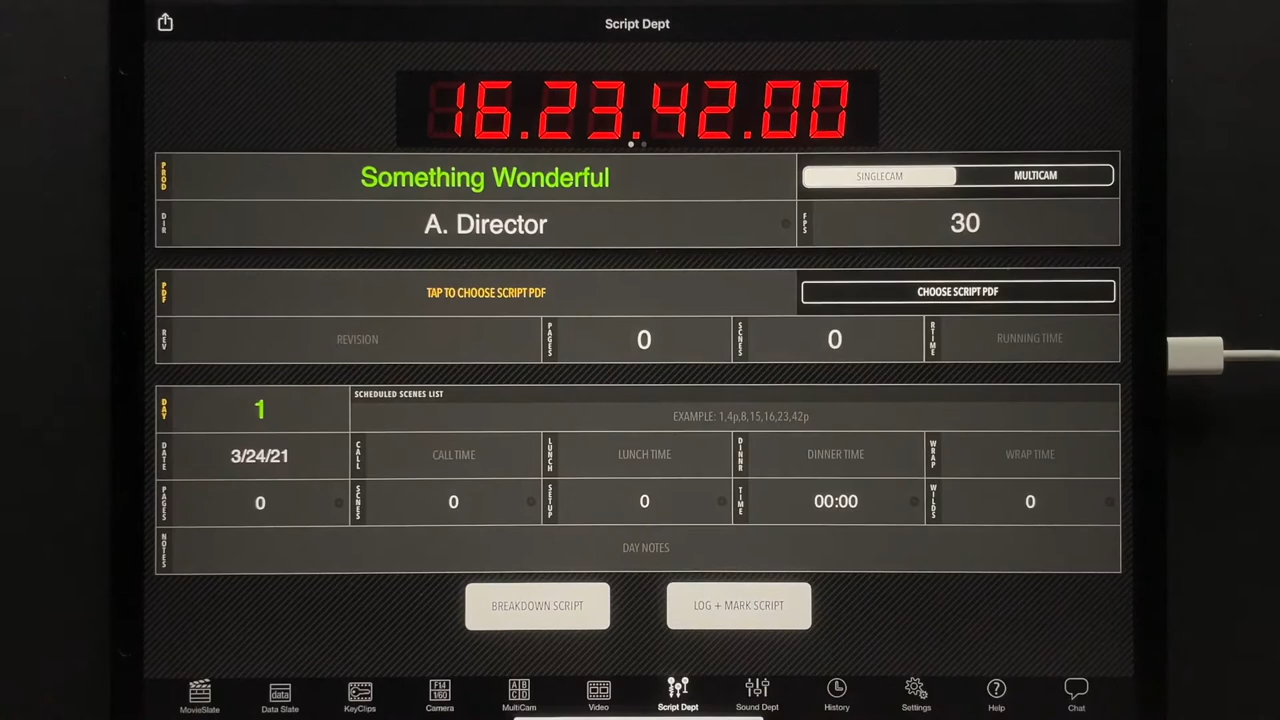 Script Dept
16.23.42.00
PROD
Something Wonderful
SINGLECAM
MULTICAM
DIR
A. Director
FPS
30
PDF
TAP TO CHOOSE SCRIPT PDF
CHOOSE SCRIPT PDF
REV
REVISION
PAGES
0
SCNES
0
RTIME
RUNNING TIME
DAY
1
SCHEDULED SCENES LIST
EXAMPLE: 1,4p,8,15,16,23,42p
DATE
3/24/21
CALL
CALL TIME
LUNCH
LUNCH TIME
DINNR
DINNER TIME
WRAP
WRAP TIME
PAGES
0
SCNES
0
SETUP
0
TIME
00:00
WILDS
0
NOTES
DAY NOTES
BREAKDOWN SCRIPT
LOG + MARK SCRIPT
MovieSlate
data
Data Slate
KeyClips
F14
1/60
Camera
A B
C D
MultiCam
Video
Script Dept
Sound Dept
History
Settings
Help
Chat